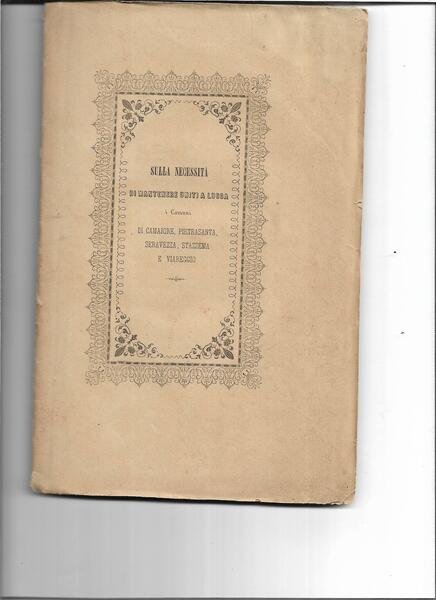 SULLA NECESSITÀ
DI MANTENERE UNITI A LUCCA
i Comuni
DI CAMAIORE, PIETRASANTA,
SERAVEZZA, STAZZEMA
E VIAREGGIO